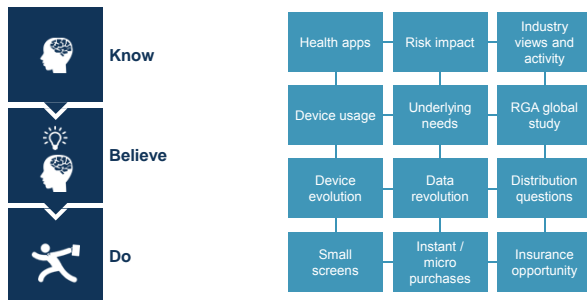 Know
Believe
Do
Health apps
Risk impact
Industry
views and
activity
Device usage
Underlying
needs
RGA global
study
Device
evolution
Data
revolution
Distribution
questions
Small
screens
Instant /
micro
purchases
Insurance
opportunity